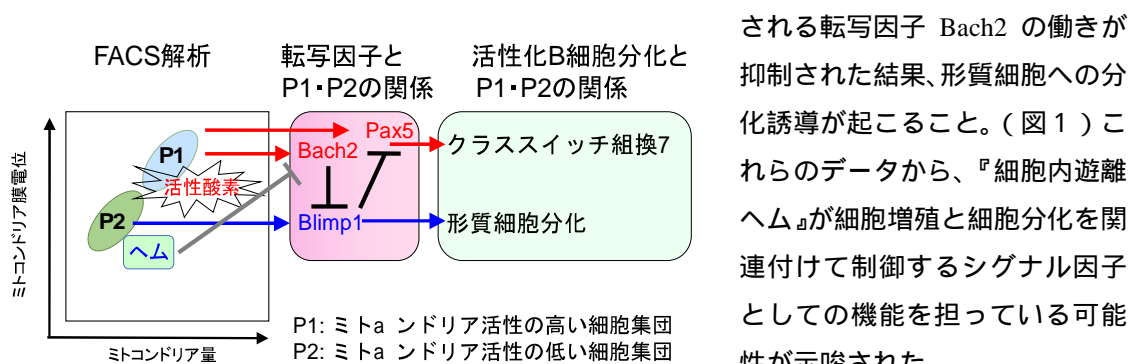 FACS解析
転写因子と
P1・P2の関係
活性化B細胞分化と
P1・P2の関係
ミトコンドリア膜電位
P1
活性酸素
P2
ヘム
Pax5
Bach2
Blimp1
クラススイッチ組換7
形質細胞分化
P1: ミトa ンドリア活性の高い細胞集団
P2: ミトa ンドリア活性の低い細胞集団
ミトコンドリア量
される転写因子 Bach2 の働きが
抑制された結果、形質細胞への分
化誘導が起こること。(図1)こ
れらのデータから、『細胞内遊離
ヘム』が細胞増殖と細胞分化を関
連付けて制御するシグナル因子
としての機能を担っている可能
性が示唆された